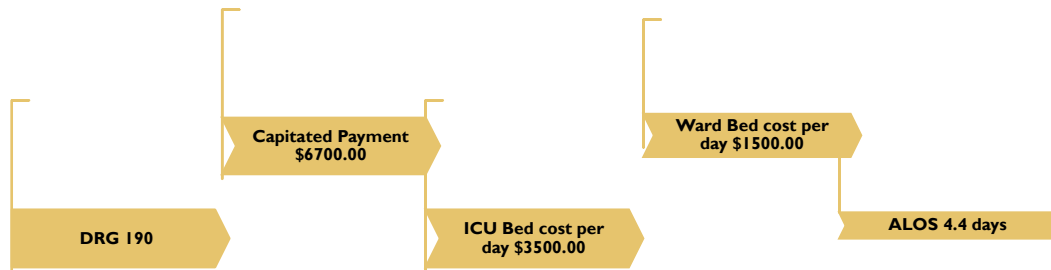 DRG 190
Capitated Payment
$6700.00
ICU Bed cost per
day $3500.00
Ward Bed cost per
day $1500.00
ALOS 4.4 days